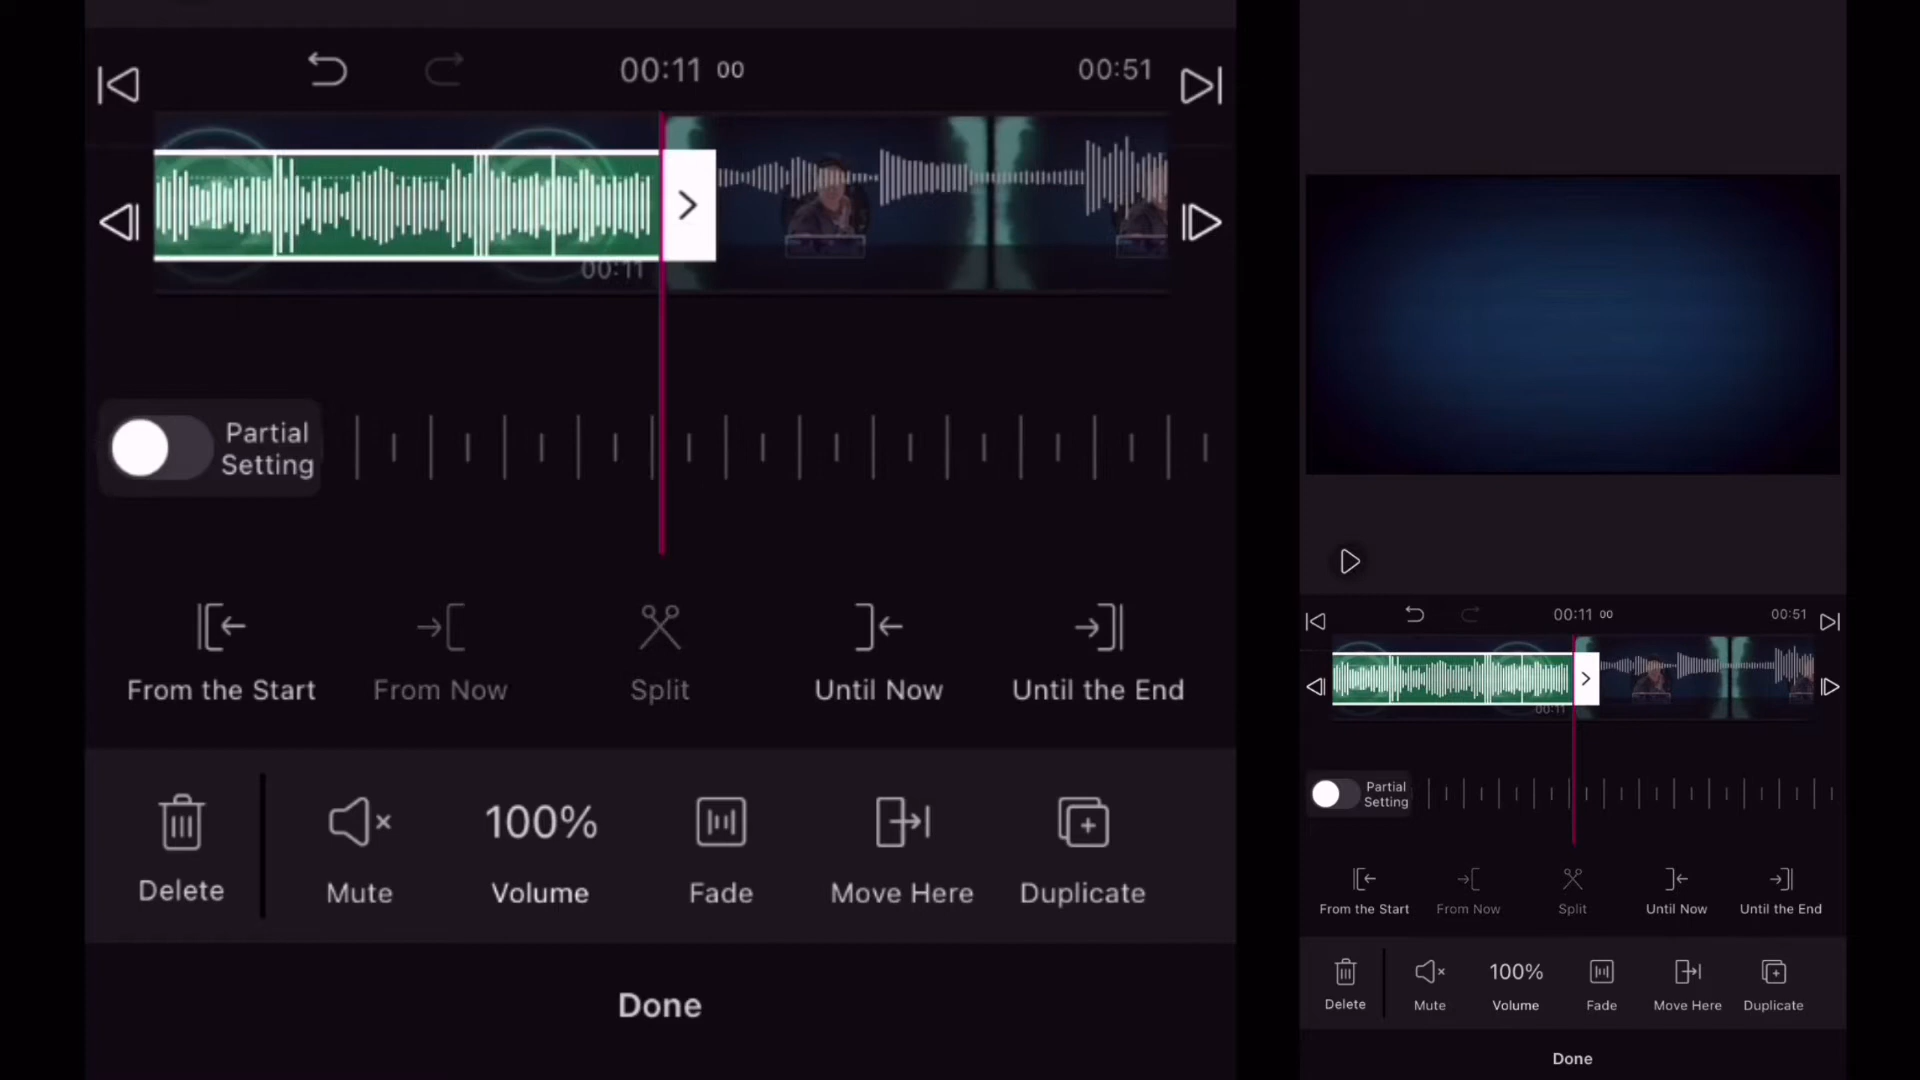 00:11 00
00:51
00:11
Partial
Setting
From the Start
From Now
Split
Until Now
Until the End
100%
Delete
Mute
Volume
Fade
Move Here
Duplicate
Done
00:11 00
00:51
00:11
Partial
Setting
From the Start
From Now
Split
Until Now
Until the End
100%
Delete
Mute
Volume
Fade
Move Here
Duplicate
Done